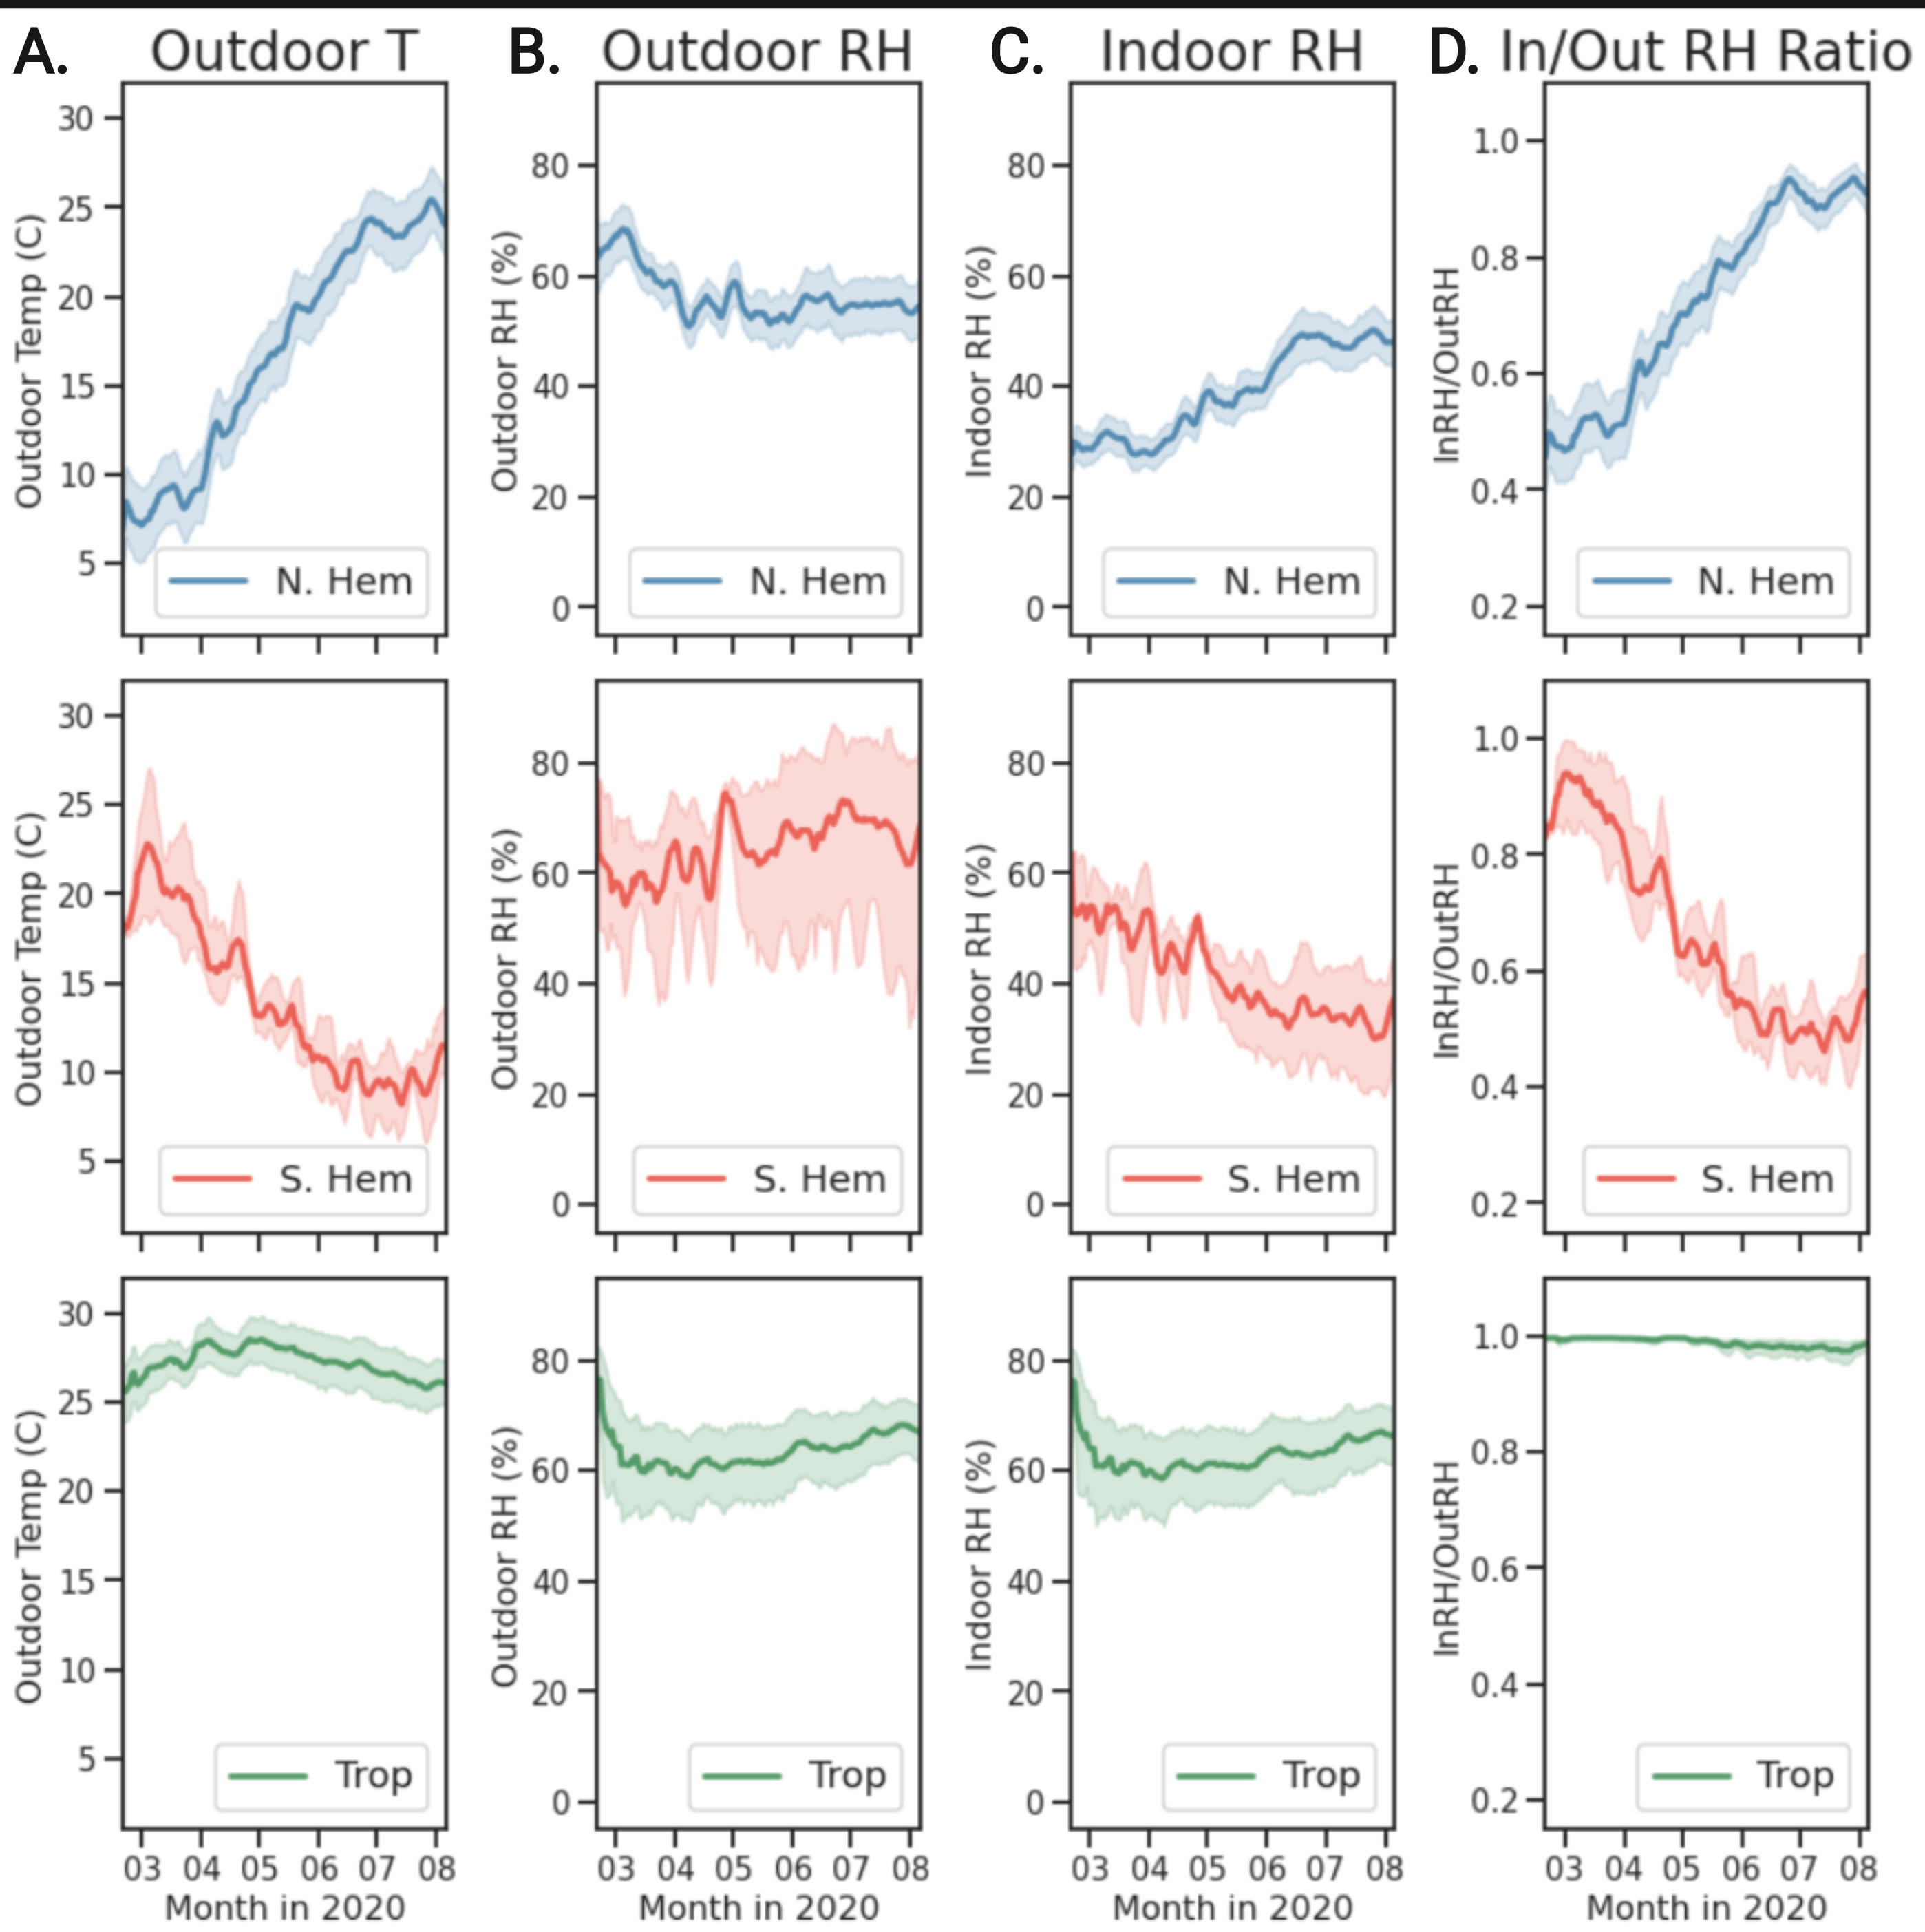 A. Outdoor T B. Outdoor RH C. Indoor RH D. In/Out RH Ratio
Outdoor Temp (C)
30
25
20
15
10
5
N. Hem
Outdoor RH (%)
80
60
40
20
0
N. Hem
Indoor RH (%)
80
60
40
20
0
N. Hem
InRH/OutRH
1.0
0.8
0.6
0.4
0.2
N. Hem
Outdoor Temp (C)
30
25
20
15
10
5
S. Hem
Outdoor RH (%)
80
60
40
20
0
S. Hem
Indoor RH (%)
80
60
40
20
0
S. Hem
InRH/OutRH
1.0
0.8
0.6
0.4
0.2
S. Hem
Outdoor Temp (C)
30
25
20
15
10
5
Trop
03 04 05 06 07 08
Month in 2020
Outdoor RH (%)
80
60
40
20
0
Trop
03 04 05 06 07 08
Month in 2020
Indoor RH (%)
80
60
40
20
0
Trop
03 04 05 06 07 08
Month in 2020
InRH/OutRH
1.0
0.8
0.6
0.4
0.2
Trop
03 04 05 06 07 08
Month in 2020